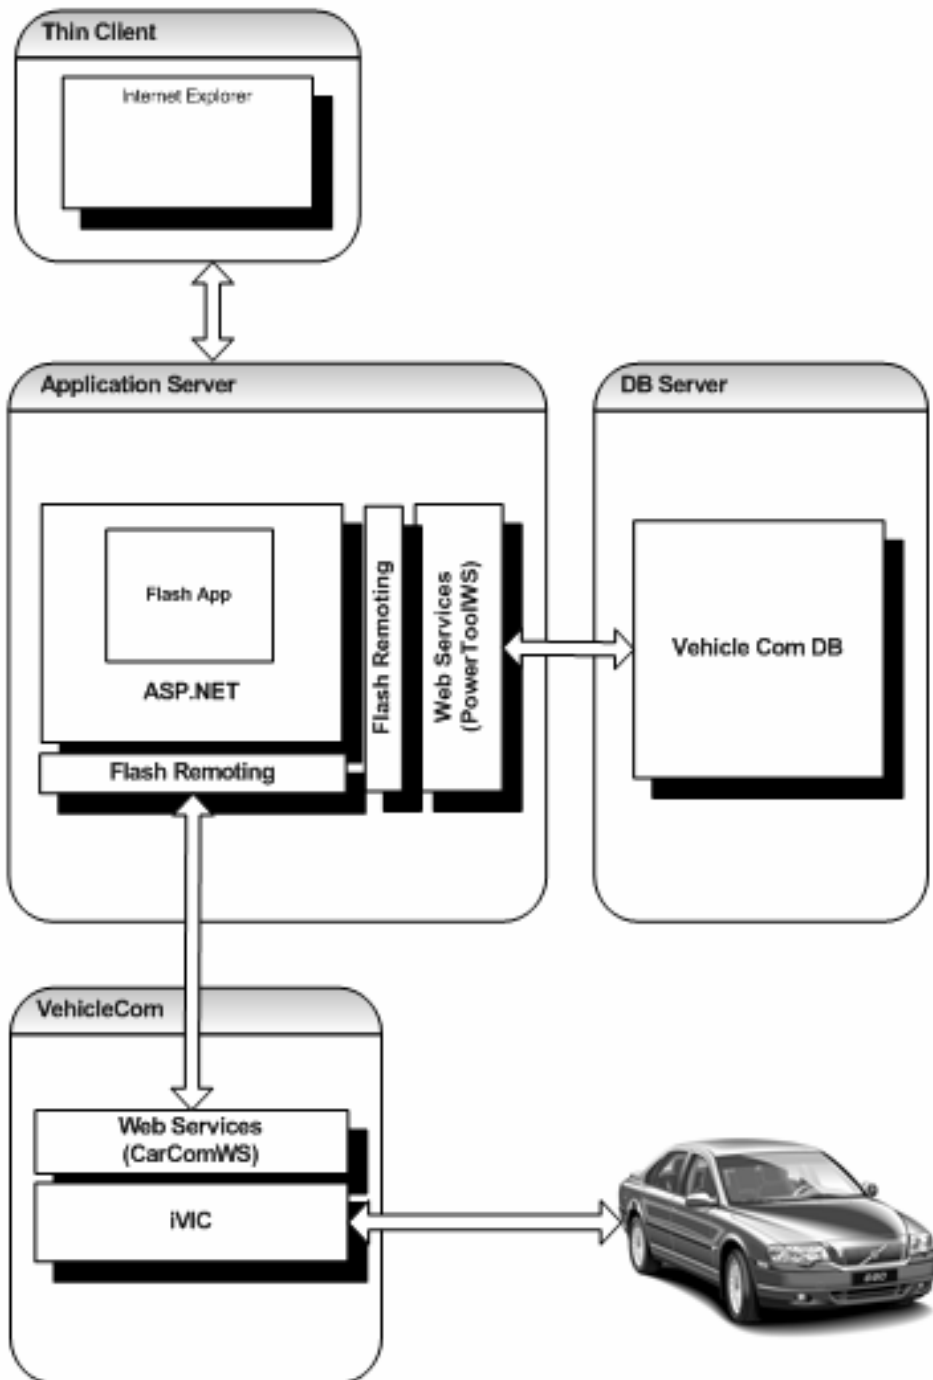 Thin Client
Internet Explorer
Application Server
DB Server
Flash App
ASP.NET
Flash Remoting
Flash Remoting
Web Services
(PowerToolWS)
Vehicle Com DB
VehicleCom
Web Services
(CarComWS)
iVIC